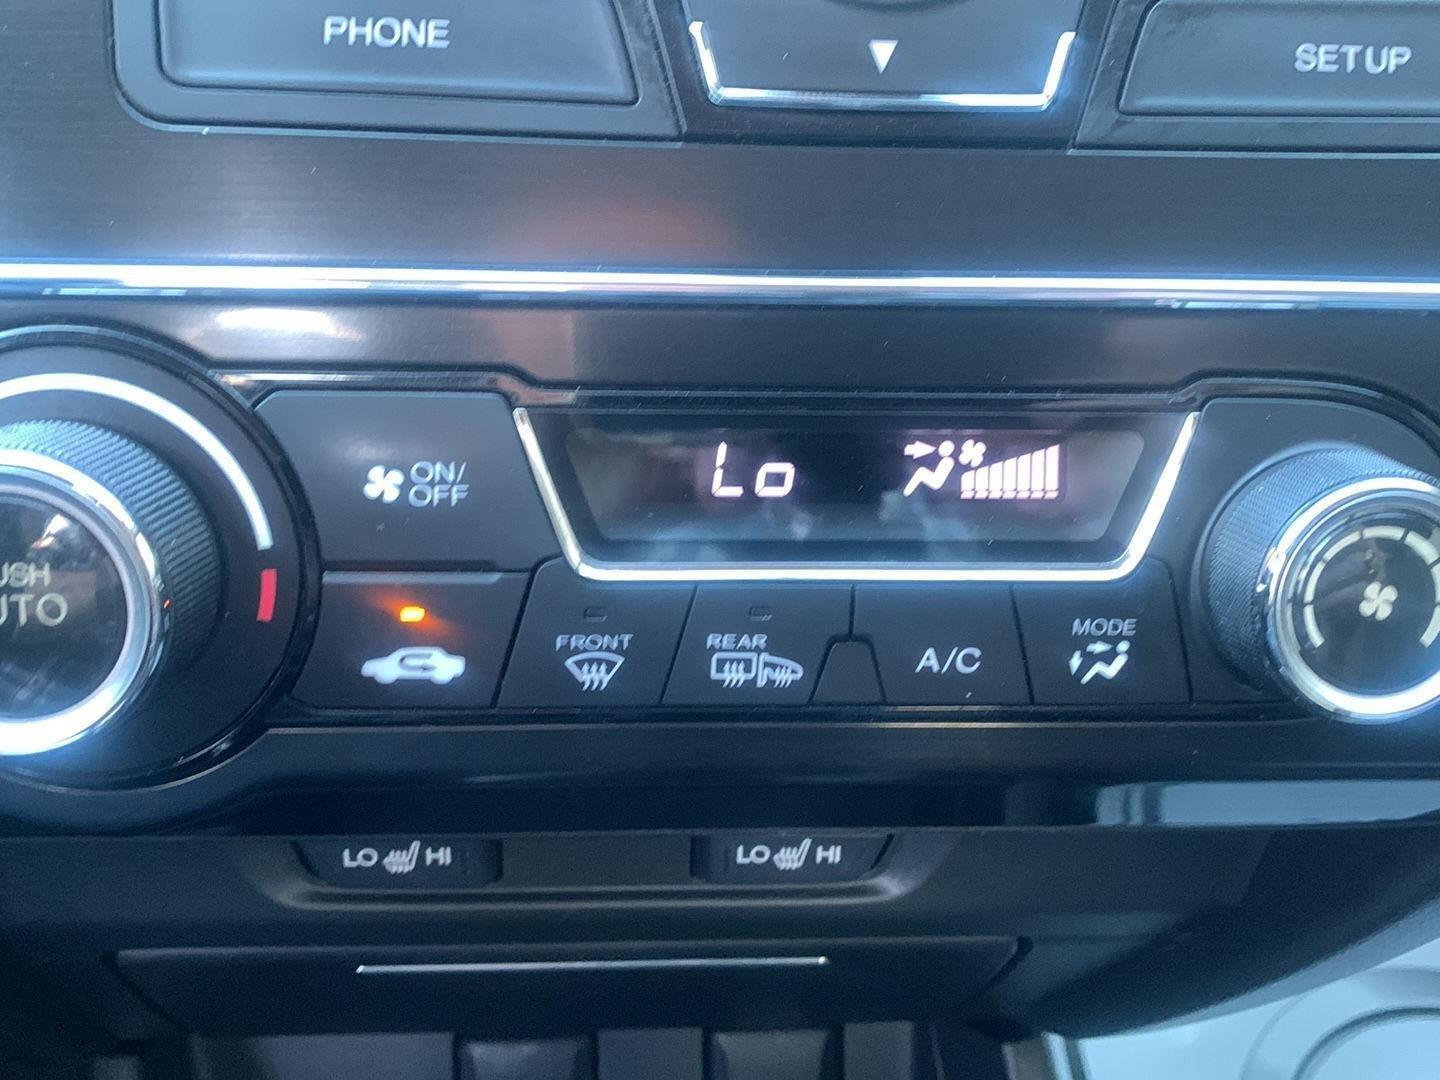 PHONE
SETUP
ON/
OFF
Lo
USH
UTO
FRONT
REAR
A/C
MODE
LO HI
LO HI